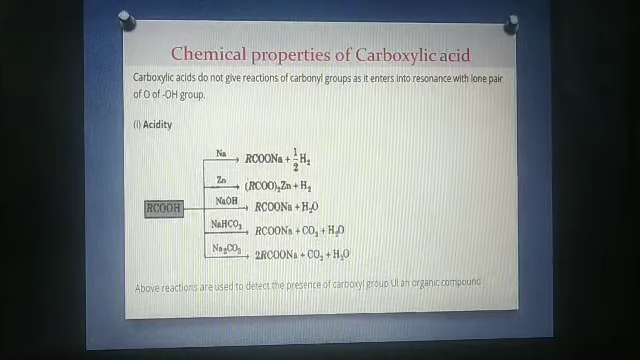 Chemical properties of Carboxylic acid
Carboxylic acids do not give reactions of carbonyl groups as it enters into resonance with lone pair
of O of -OH group.
(i) Acidity
RCOOH
Na → RCOONa + 1/2 H₂
Zn → (RCOO)₂Zn + H₂
NaOH → RCOONa + H₂O
NaHCO₃ → RCOONa + CO₂ + H₂O
Na₂CO₃ → 2RCOONa + CO₂ + H₂O
Above reactions are used to detect the presence of carboxyl group UI an organic compound